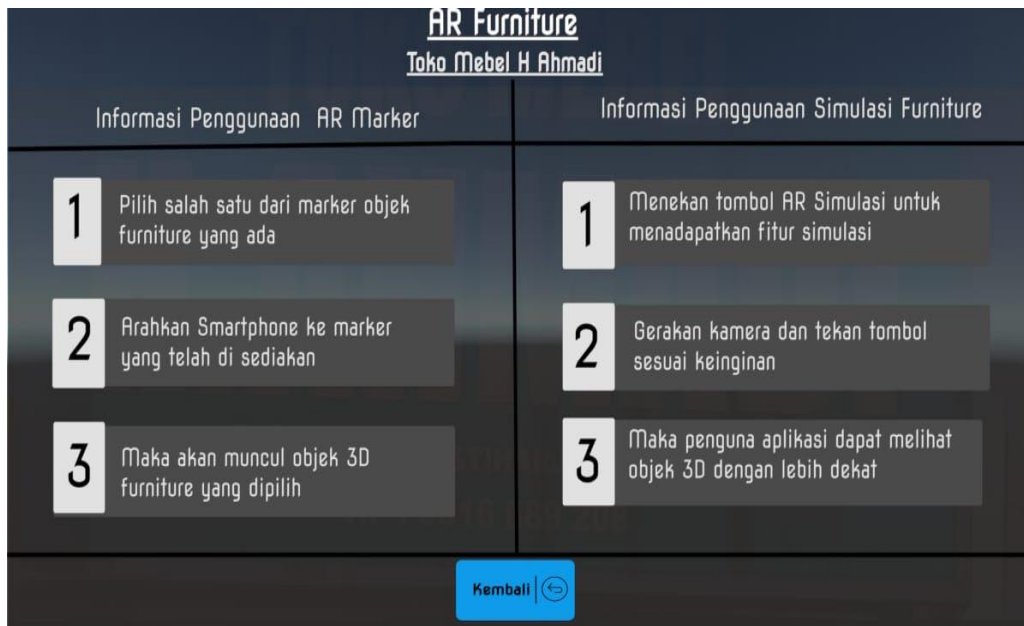 AR Furniture
Toko Mebel H Ahmadi
Informasi Penggunaan AR Marker
1
Pilih salah satu dari marker objek
furniture yang ada
2
Arahkan Smartphone ke marker
yang telah di sediakan
3
Maka akan muncul objek 3D
furniture yang dipilih
Informasi Penggunaan Simulasi Furniture
1
Menekan tombol AR Simulasi untuk
menadapatkan fitur simulasi
2
Gerakan kamera dan tekan tombol
sesuai keinginan
3
Maka penguna aplikasi dapat melihat
objek 3D dengan lebih dekat
Kembali